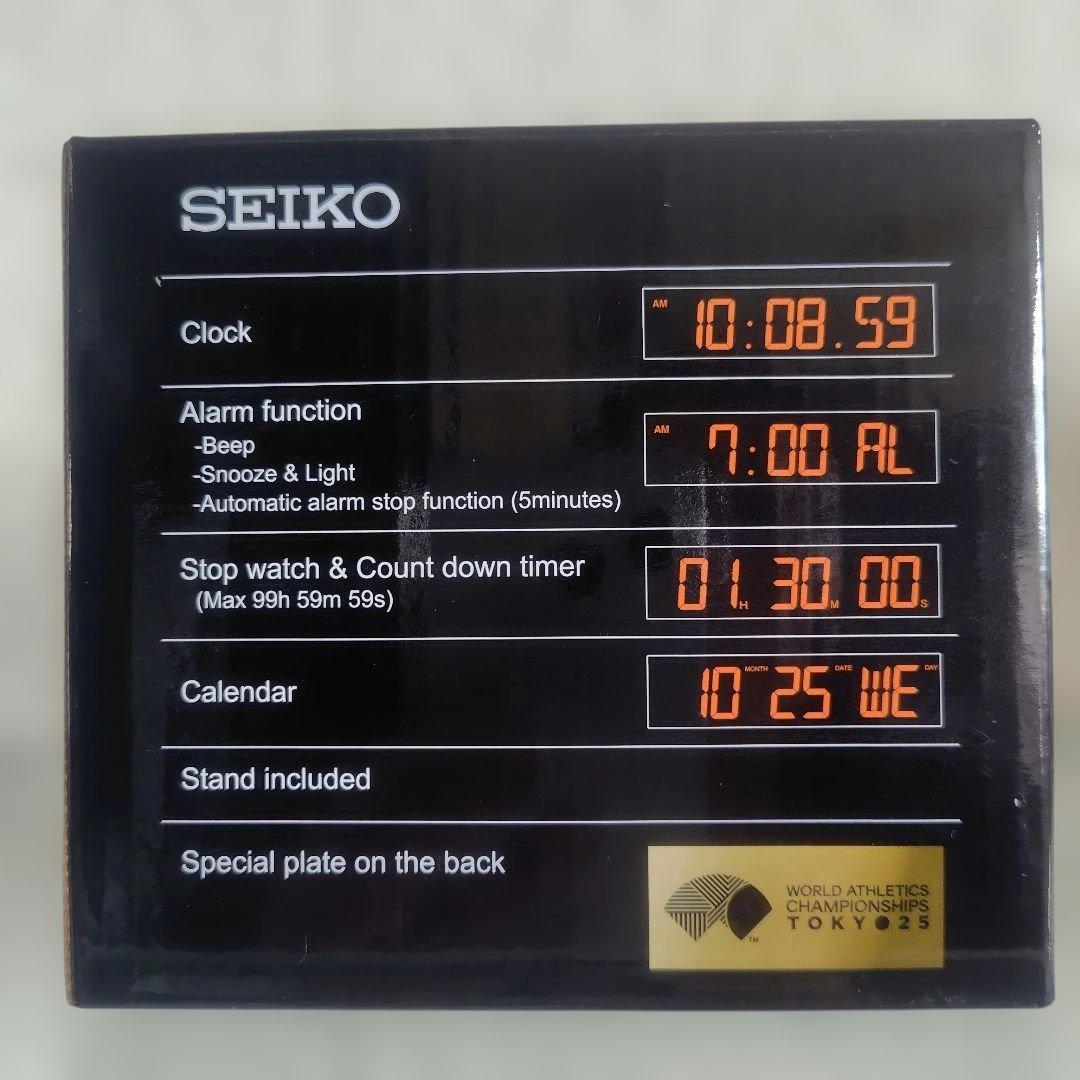 SEIKO
Clock
AM 10:08.59
Alarm function
-Beep
-Snooze & Light
-Automatic alarm stop function (5minutes)
AM 7:00 AL
Stop watch & Count down timer
(Max 99h 59m 59s)
01 H 30 M 00 S
Calendar
10 MONTH 25 DATE WE DAY
Stand included
Special plate on the back
WORLD ATHLETICS
CHAMPIONSHIPS
TOKYO25
TM